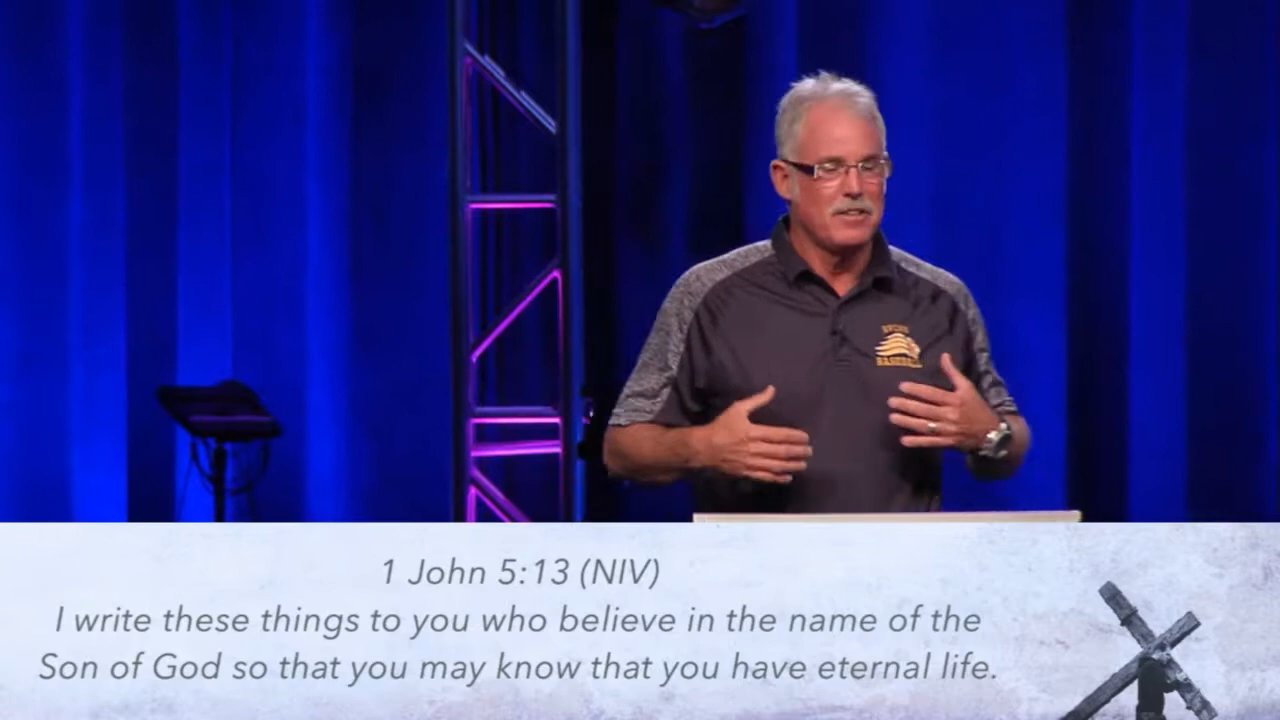 BASEBALL
1 John 5:13 (NIV)
I write these things to you who believe in the name of the
Son of God so that you may know that you have eternal life.